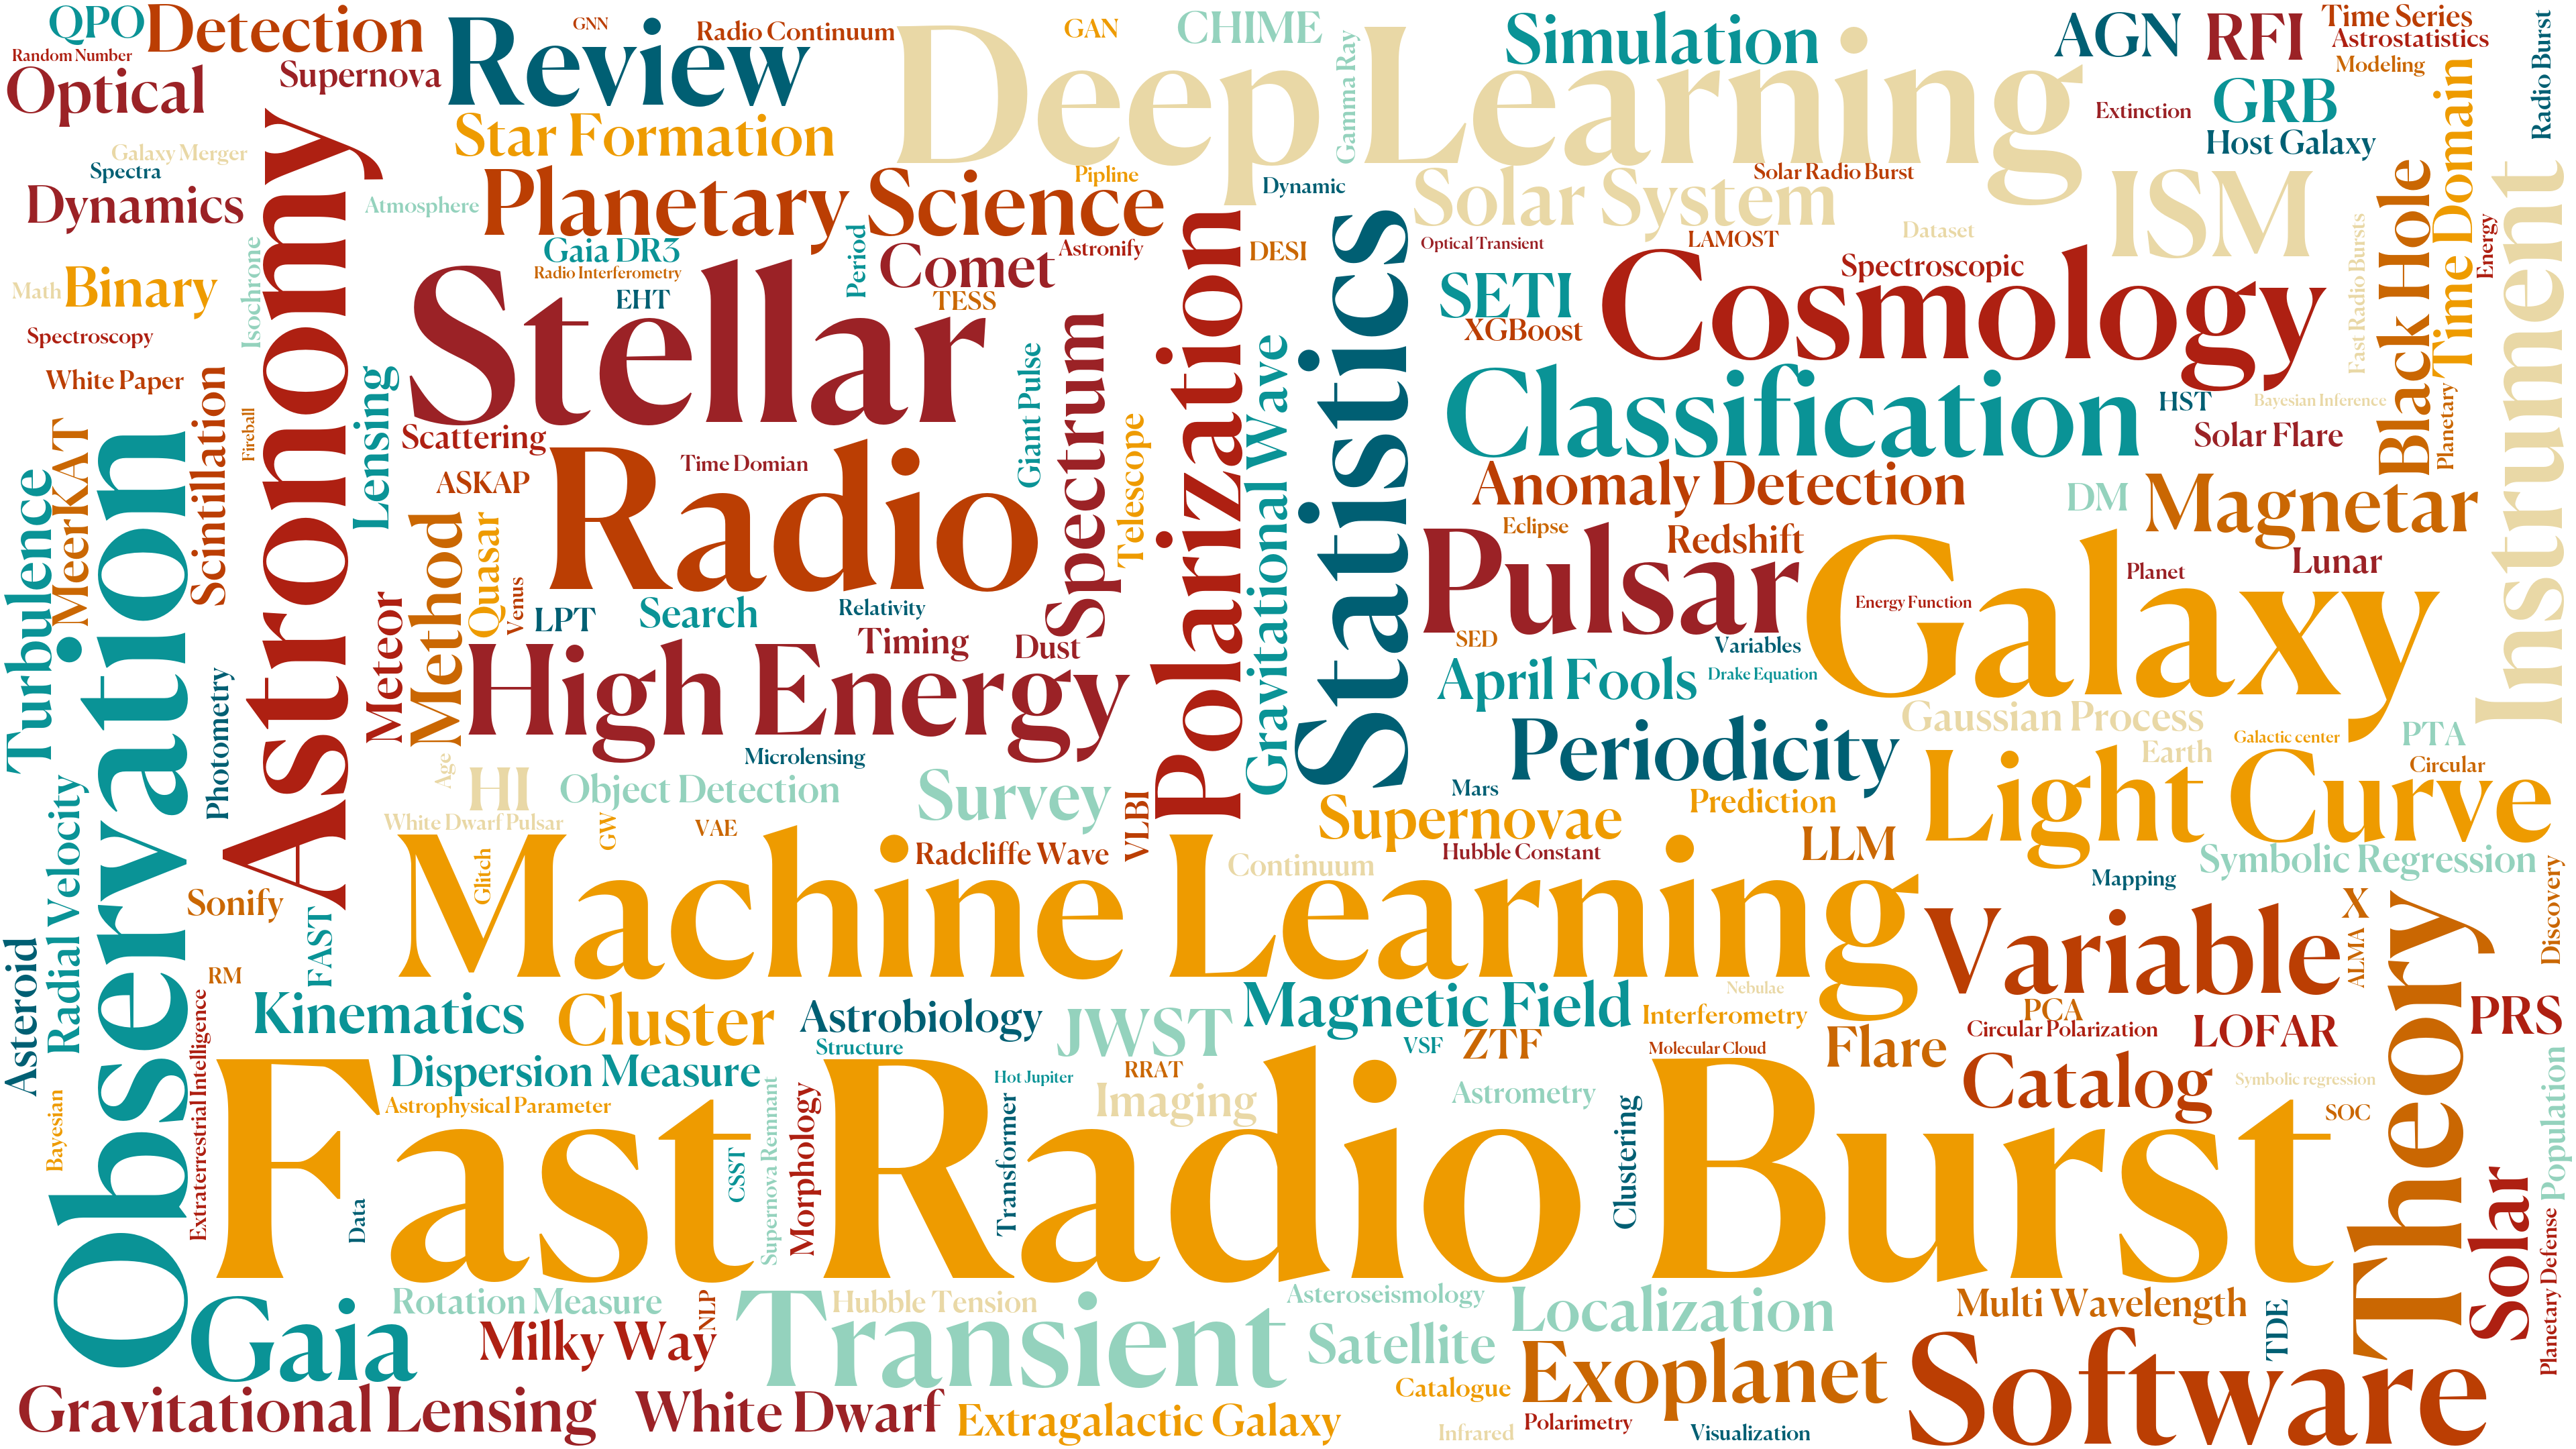 QPO
Detection
GNN
Radio Continuum
Review
Deep Learning
GAN
CHIME
Gamma Ray
Simulation
AGN
RFI
Time Series
Astrostatistics
Modeling
Radio Burst
Random Number
Optical
Supernova
Star Formation
Extinction
GRB
Host Galaxy
Time Domain
Galaxy Merger
Spectra
Dynamics
Astronomy
Atmosphere
Planetary Science
Pipline
Dynamic
Solar System
Solar Radio Burst
ISM
Black Hole
Instrument
Energy
Fast Radio Bursts
Isochrone
Gaia DR3
Radio Interferometry
EHT
Period
Comet
Astronify
TESS
DESI
Optical Transient
LAMOST
Dataset
Spectroscopic
Math
Binary
Spectroscopy
White Paper
Stellar
Polarization
Statistics
SETI
XGBoost
Cosmology
Classification
HST
Bayesian Inference
Solar Flare
Planetary
Scintillation
Fireball
Lensing
Scattering
ASKAP
Radio
Time Domian
Giant Pulse
Spectrum
Telescope
Gravitational Wave
Anomaly Detection
DM
Magnetar
Turbulence
MeerKAT
Observation
Method
Quasar
Venus
LPT
Search
Relativity
Timing
Dust
Eclipse
Redshift
Pulsar
Galaxy
Planet
Lunar
Energy Function
SED
Variables
April Fools
Drake Equation
Meteor
High Energy
Microlensing
Photometry
Gaussian Process
Galactic center
PTA
Earth
Circular
Periodicity
Light Curve
Age
HI
Object Detection
Survey
VLBI
Mars
Supernovae
Prediction
Hubble Constant
LLM
Radial Velocity
White Dwarf Pulsar
GW
VAE
Radcliffe Wave
Continuum
Symbolic Regression
Mapping
Discovery
Machine Learning
Glitch
Sonify
FAST
Asteroid
RM
Variable
X
ALMA
Theory
Extraterrestrial Intelligence
Kinematics
Cluster
Astrobiology
Structure
JWST
Magnetic Field
VSF
ZTF
Nebulae
Interferometry
Molecular Cloud
Flare
PCA
Circular Polarization
LOFAR
PRS
Bayesian
Dispersion Measure
Astrophysical Parameter
Hot Jupiter
RRAT
Imaging
Astrometry
Catalog
Symbolic regression
SOC
Population
Fast Radio Burst
Data
CSST
Supernova Remnant
Morphology
Transformer
Clustering
Solar
Planetary Defense
Gaia
Rotation Measure
NLP
Milky Way
Transient
Hubble Tension
Asteroseismology
Satellite
Localization
Multi Wavelength
TDE
Gravitational Lensing
White Dwarf
Extragalactic Galaxy
Catalogue
Infrared
Exoplanet
Polarimetry
Visualization
Software